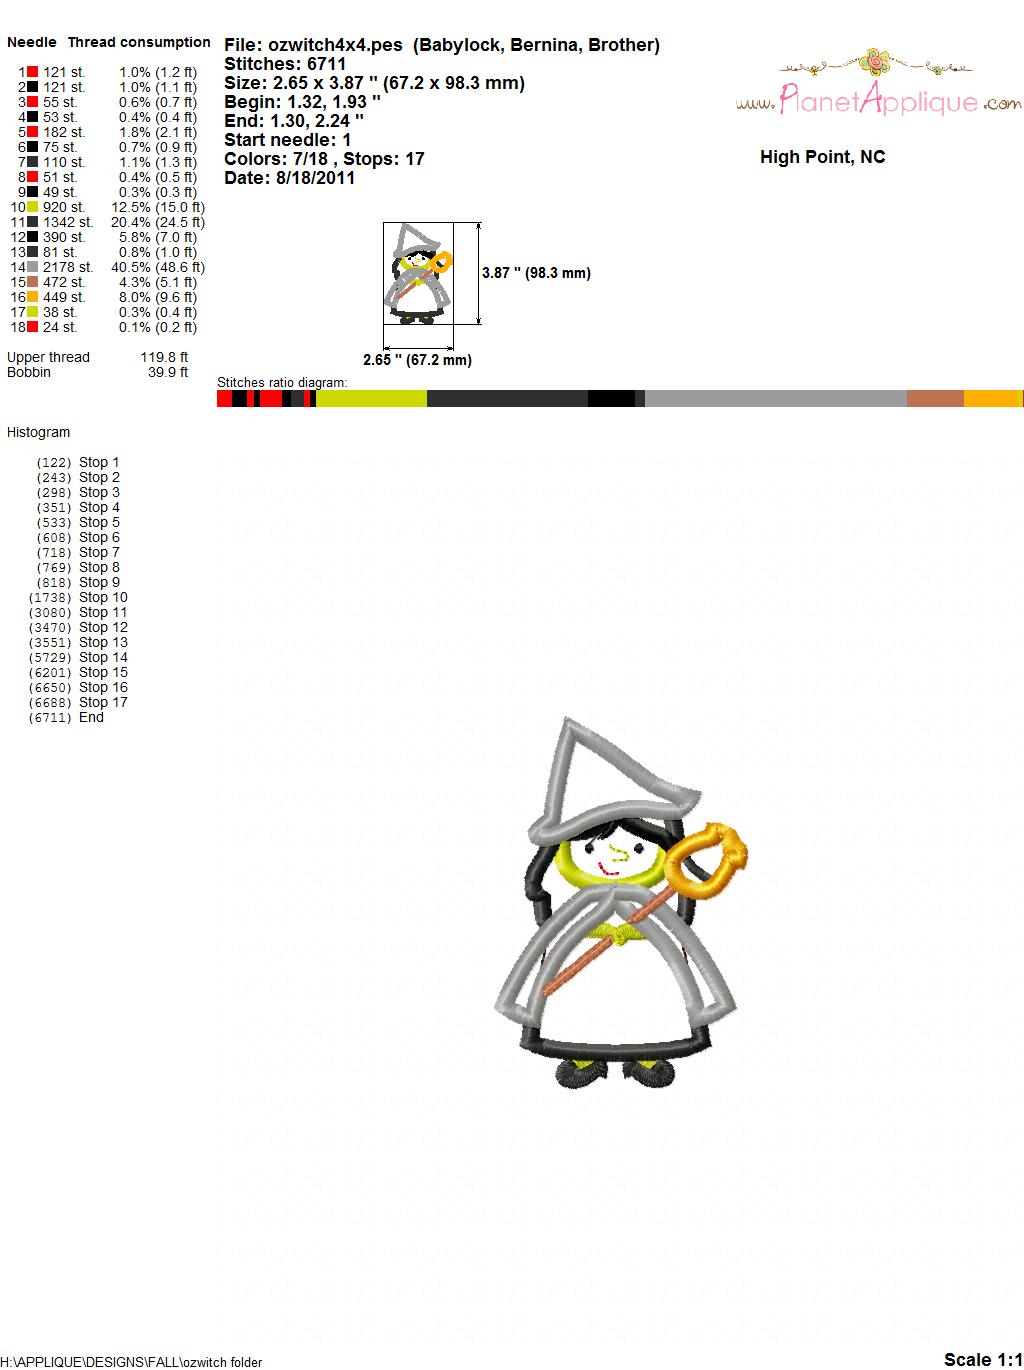 Needle Thread consumption
1 121 st. 1.0% (1.2 ft)
2 121 st. 1.0% (1.1 ft)
3 55 st. 0.6% (0.7 ft)
4 53 st. 0.4% (0.4 ft)
5 182 st. 1.8% (2.1 ft)
6 75 st. 0.7% (0.9 ft)
7 110 st. 1.1% (1.3 ft)
8 51 st. 0.4% (0.5 ft)
9 49 st. 0.3% (0.3 ft)
10 920 st. 12.5% (15.0 ft)
11 1342 st. 20.4% (24.5 ft)
12 390 st. 5.8% (7.0 ft)
13 81 st. 0.8% (1.0 ft)
14 2178 st. 40.5% (48.6 ft)
15 472 st. 4.3% (5.1 ft)
16 449 st. 8.0% (9.6 ft)
17 38 st. 0.3% (0.4 ft)
18 24 st. 0.1% (0.2 ft)
Upper thread 119.8 ft
Bobbin 39.9 ft
File: ozwitch4x4.pes (Babylock, Bernina, Brother)
Stitches: 6711
Size: 2.65 x 3.87 " (67.2 x 98.3 mm)
Begin: 1.32, 1.93 "
End: 1.30, 2.24 "
Start needle: 1
Colors: 7/18 , Stops: 17
Date: 8/18/2011
www.PlanetApplique.com
High Point, NC
3.87 " (98.3 mm)
2.65 " (67.2 mm)
Stitches ratio diagram:
Histogram
(122) Stop 1
(243) Stop 2
(298) Stop 3
(351) Stop 4
(533) Stop 5
(608) Stop 6
(718) Stop 7
(769) Stop 8
(818) Stop 9
(1738) Stop 10
(3080) Stop 11
(3470) Stop 12
(3551) Stop 13
(5729) Stop 14
(6201) Stop 15
(6650) Stop 16
(6688) Stop 17
(6711) End
H:\APPLIQUE\DESIGNS\FALL\ozwitch folder
Scale 1:1